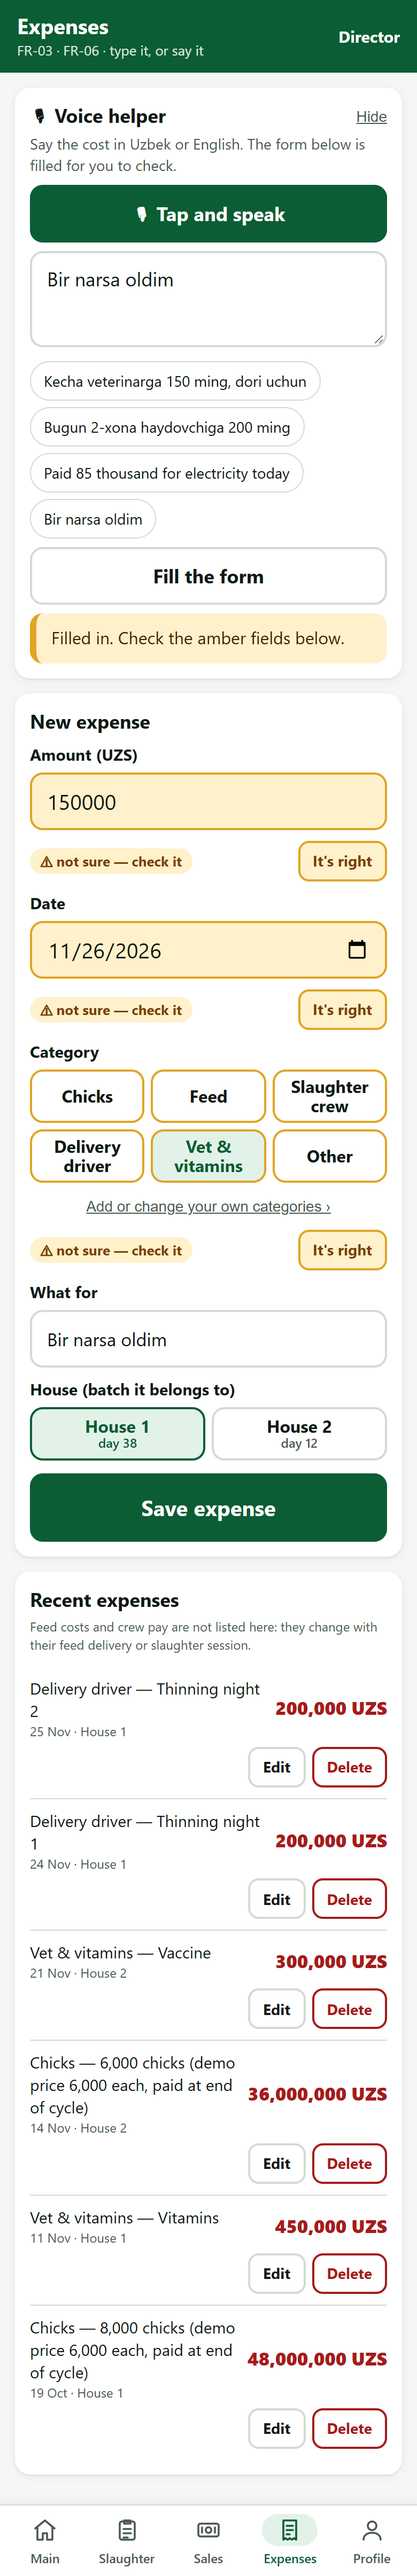 Expenses
FR-03 · FR-06 · type it, or say it
Director
Voice helper
Hide
Say the cost in Uzbek or English. The form below is
filled for you to check.
Tap and speak
Bir narsa oldim
Kecha veterinarga 150 ming, dori uchun
Bugun 2-xona haydovchiga 200 ming
Paid 85 thousand for electricity today
Bir narsa oldim
Fill the form
Filled in. Check the amber fields below.
New expense
Amount (UZS)
150000
⚠ not sure — check it
It's right
Date
11/26/2026
⚠ not sure — check it
It's right
Category
Chicks
Feed
Slaughter
crew
Delivery
driver
Vet &
vitamins
Other
Add or change your own categories ›
⚠ not sure — check it
It's right
What for
Bir narsa oldim
House (batch it belongs to)
House 1
day 38
House 2
day 12
Save expense
Recent expenses
Feed costs and crew pay are not listed here: they change with
their feed delivery or slaughter session.
Delivery driver — Thinning night
2
25 Nov · House 1
200,000 UZS
Edit
Delete
Delivery driver — Thinning night
1
24 Nov · House 1
200,000 UZS
Edit
Delete
Vet & vitamins — Vaccine
21 Nov · House 2
300,000 UZS
Edit
Delete
Chicks — 6,000 chicks (demo
price 6,000 each, paid at end
of cycle)
14 Nov · House 2
36,000,000 UZS
Edit
Delete
Vet & vitamins — Vitamins
11 Nov · House 1
450,000 UZS
Edit
Delete
Chicks — 8,000 chicks (demo
price 6,000 each, paid at end
of cycle)
19 Oct · House 1
48,000,000 UZS
Edit
Delete
Main
Slaughter
Sales
Expenses
Profile